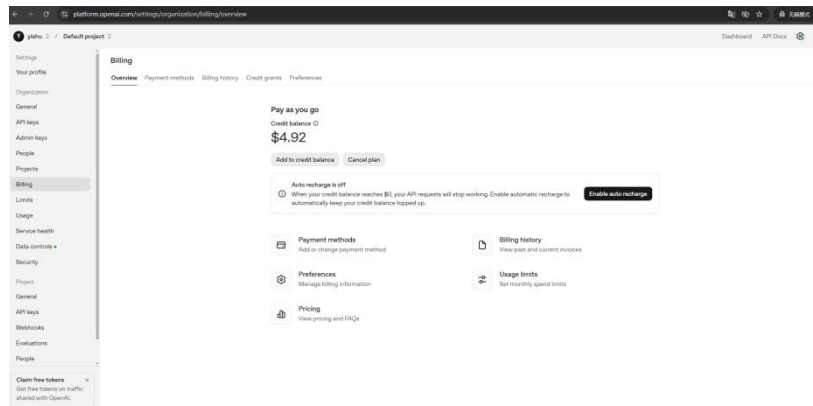 platform.openai.com/settings/organization/billing/overview
无痕模式
Y yishu / Default project
Dashboard API Docs
Settings
Your profile
Organization
General
API keys
Admin keys
People
Projects
Billing
Limits
Usage
Service health
Data controls
Security
Project
General
API keys
Webhooks
Evaluations
People
Claim free tokens ×
Get free tokens on traffic
shared with OpenAI.
Billing
Overview Payment methods Billing history Credit grants Preferences
Pay as you go
Credit balance
$4.92
Add to credit balance Cancel plan
Auto recharge is off
When your credit balance reaches $0, your API requests will stop working. Enable automatic recharge to
automatically keep your credit balance topped up.
Enable auto recharge
Payment methods
Add or change payment method
Billing history
View past and current invoices
Preferences
Manage billing information
Usage limits
Set monthly spend limits
Pricing
View pricing and FAQs